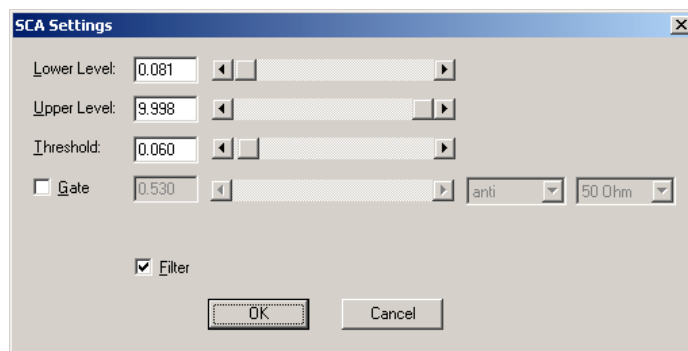 SCA Settings
Lower Level: 0.081
Upper Level: 9.998
Threshold: 0.060
Gate 0.530 anti 50 Ohm
Filter
OK Cancel